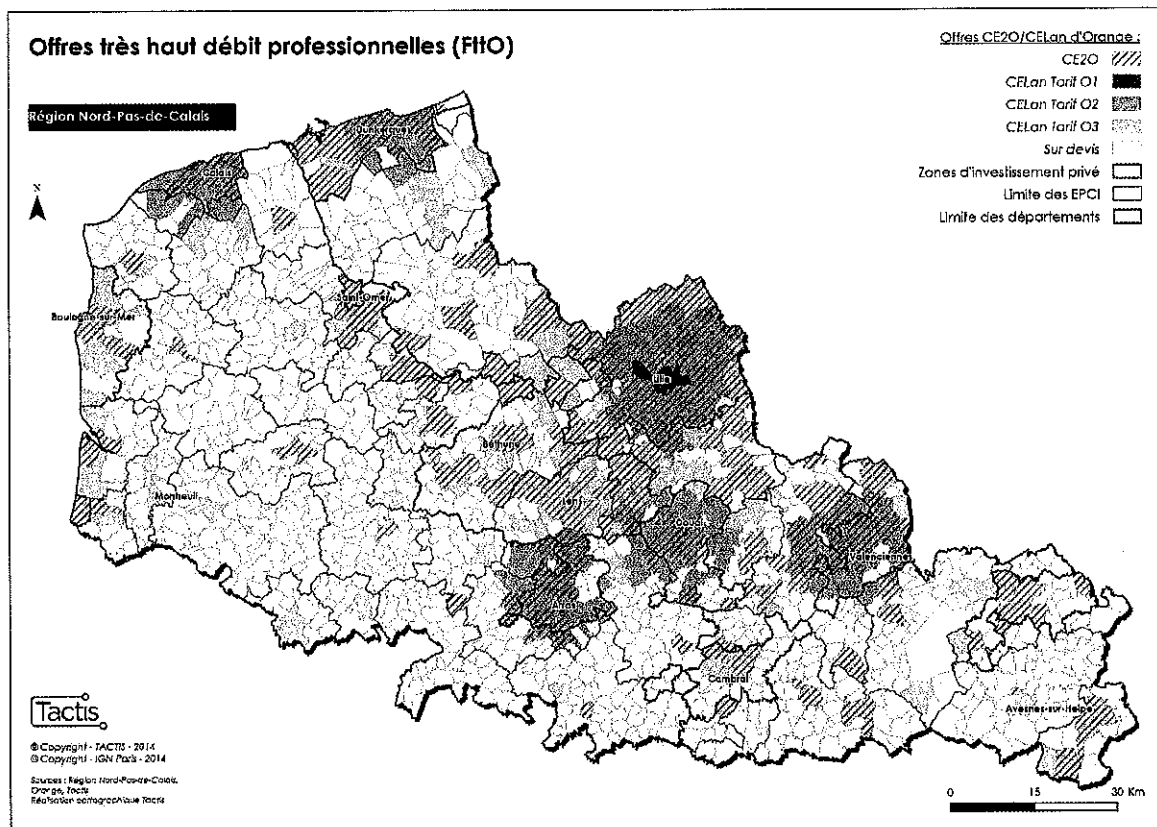 Offres très haut débit professionnelles (FttO)
Région Nord-Pas-de-Calais
Offres CE2O/CELan d'Orange :
CE2O
CELan Tarif O1
CELan Tarif O2
CELan Tarif O3
Sur devis
Zones d'investissement privé
Limite des EPCI
Limite des départements
N
Dunkerque
Calais
Saint-Omer
Boulogne-sur-Mer
Lille
Béthune
Montreuil
Lens
Douai
Valenciennes
Arras
Cambrai
Avesnes-sur-Helpe
Tactis
© Copyright - TACTIS - 2014
© Copyright - IGN Paris - 2014
Sources : Région Nord-Pas-de-Calais,
Orange, Tactis
Réalisation cartographique Tactis
0 15 30 Km